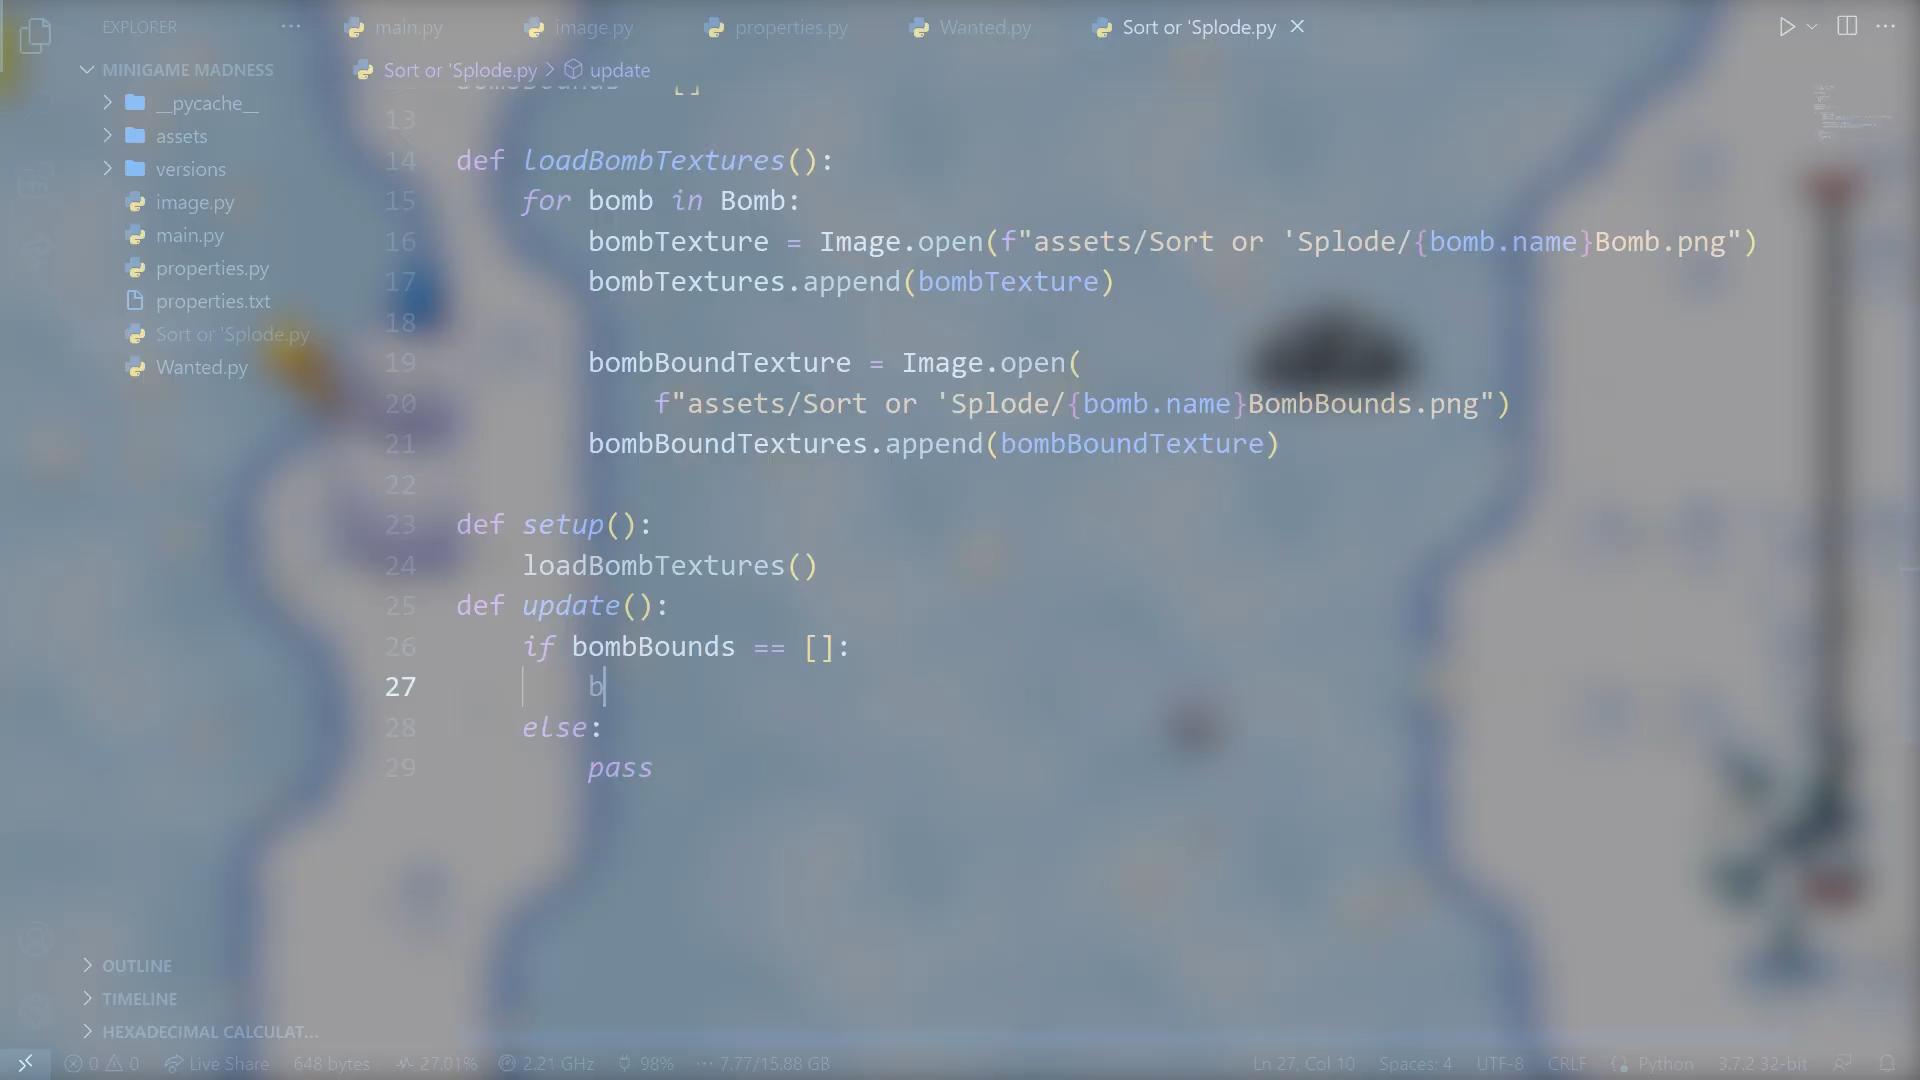 EXPLORER
main.py
image.py
properties.py
Wanted.py
Sort or 'Splode.py
MINIGAME MADNESS
Sort or 'Splode.py > update
__pycache__
assets
versions
image.py
main.py
properties.py
properties.txt
Sort or 'Splode.py
Wanted.py
bombBounds = []
13
14 def loadBombTextures():
15 for bomb in Bomb:
16 bombTexture = Image.open(f"assets/Sort or 'Splode/{bomb.name}Bomb.png")
17 bombTextures.append(bombTexture)
18
19 bombBoundTexture = Image.open(
20 f"assets/Sort or 'Splode/{bomb.name}BombBounds.png")
21 bombBoundTextures.append(bombBoundTexture)
22
23 def setup():
24 loadBombTextures()
25 def update():
26 if bombBounds == []:
27 b
28 else:
29 pass
OUTLINE
TIMELINE
HEXADECIMAL CALCULAT...
0 0 Live Share 648 bytes 27.01% 2.21 GHz 98% 7.77/15.88 GB Ln 27, Col 10 Spaces: 4 UTF-8 CRLF Python 3.7.2 32-bit